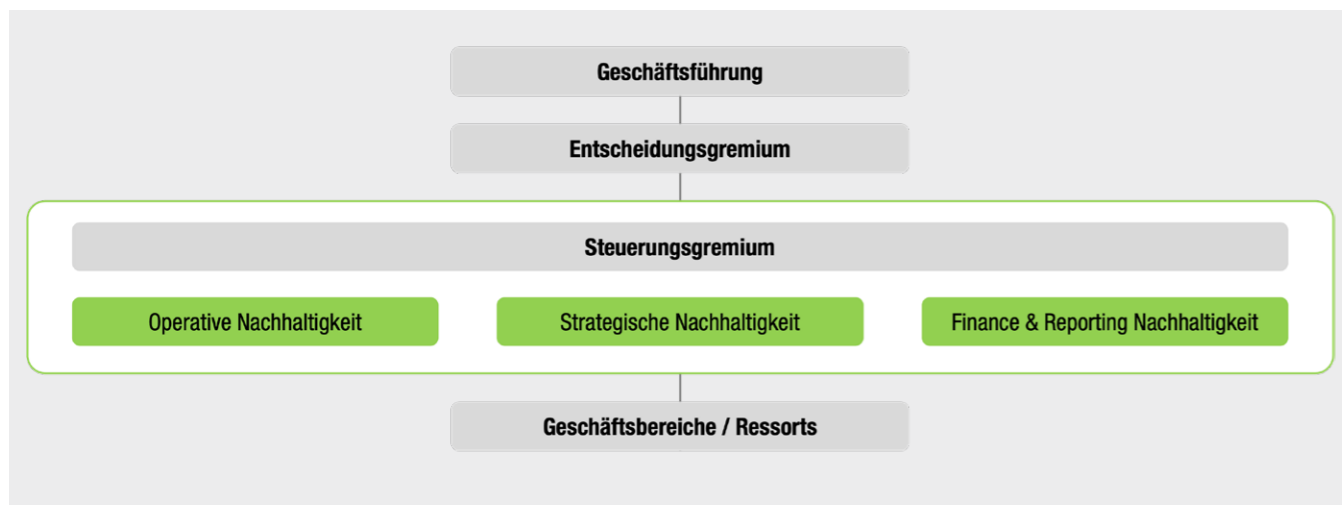 Geschäftsführung
Entscheidungsgremium
Steuerungsgremium
Operative Nachhaltigkeit
Strategische Nachhaltigkeit
Finance & Reporting Nachhaltigkeit
Geschäftsbereiche / Ressorts